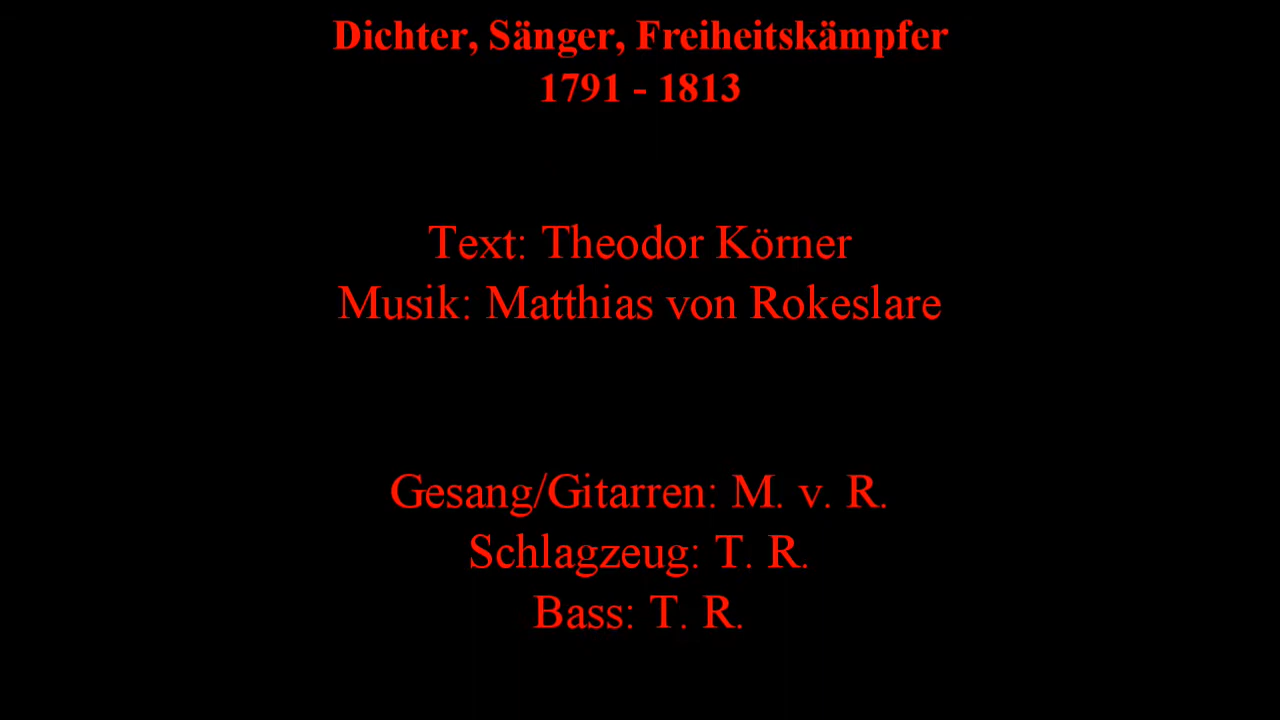 Dichter, Sänger, Freiheitskämpfer
1791 - 1813
Text: Theodor Körner
Musik: Matthias von Rokeslare
Gesang/Gitarren: M. v. R.
Schlagzeug: T. R.
Bass: T. R.